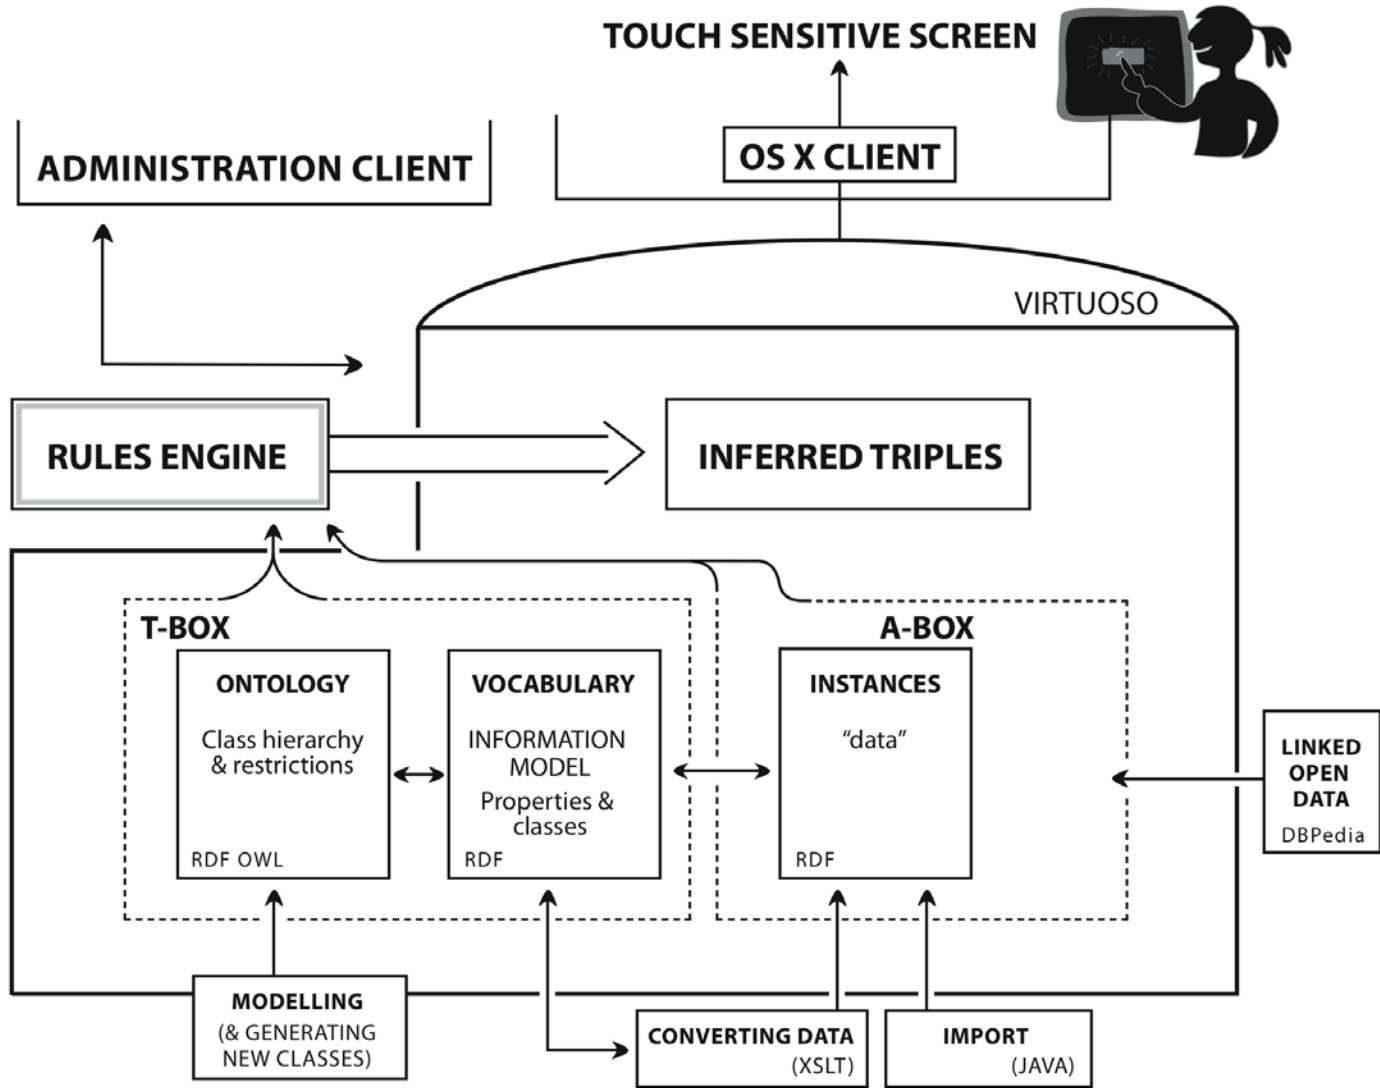 TOUCH SENSITIVE SCREEN
ADMINISTRATION CLIENT
OS X CLIENT
VIRTUOSO
RULES ENGINE
INFERRED TRIPLES
T-BOX
A-BOX
ONTOLOGY
Class hierarchy
& restrictions
RDF OWL
VOCABULARY
INFORMATION
MODEL
Properties &
classes
RDF
INSTANCES
“data”
RDF
LINKED
OPEN
DATA
DBPedia
MODELLING
(& GENERATING
NEW CLASSES)
CONVERTING DATA
(XSLT)
IMPORT
(JAVA)